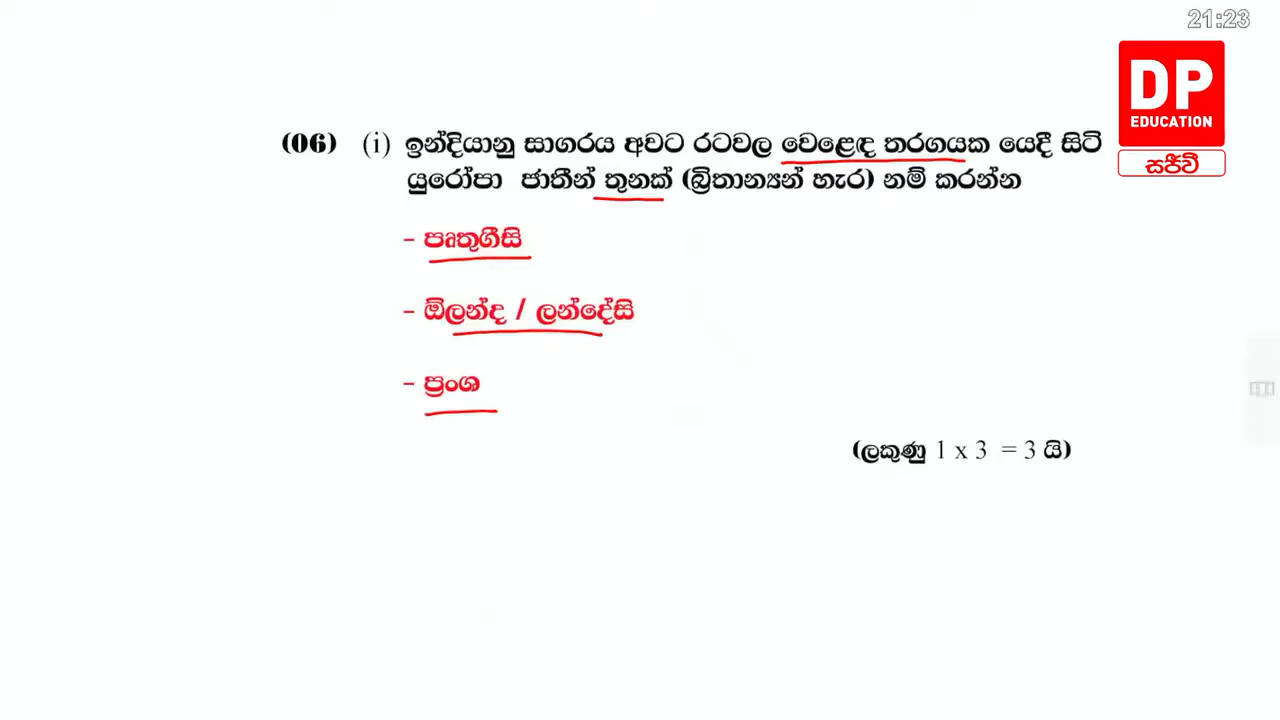 21:23
DP
EDUCATION
සජීවී
(06) (i) ඉන්දියානු සාගරය අවට රටවල වෙළෙඳ තරගයක යෙදී සිටි
යුරෝපා ජාතීන් තුනක් (බ්‍රිතාන්‍යන් හැර) නම් කරන්න
- පෘතුගීසි
- ඕලන්ද / ලන්දේසි
- ප්‍රංශ
(ලකුණු 1 x 3 = 3 යි)